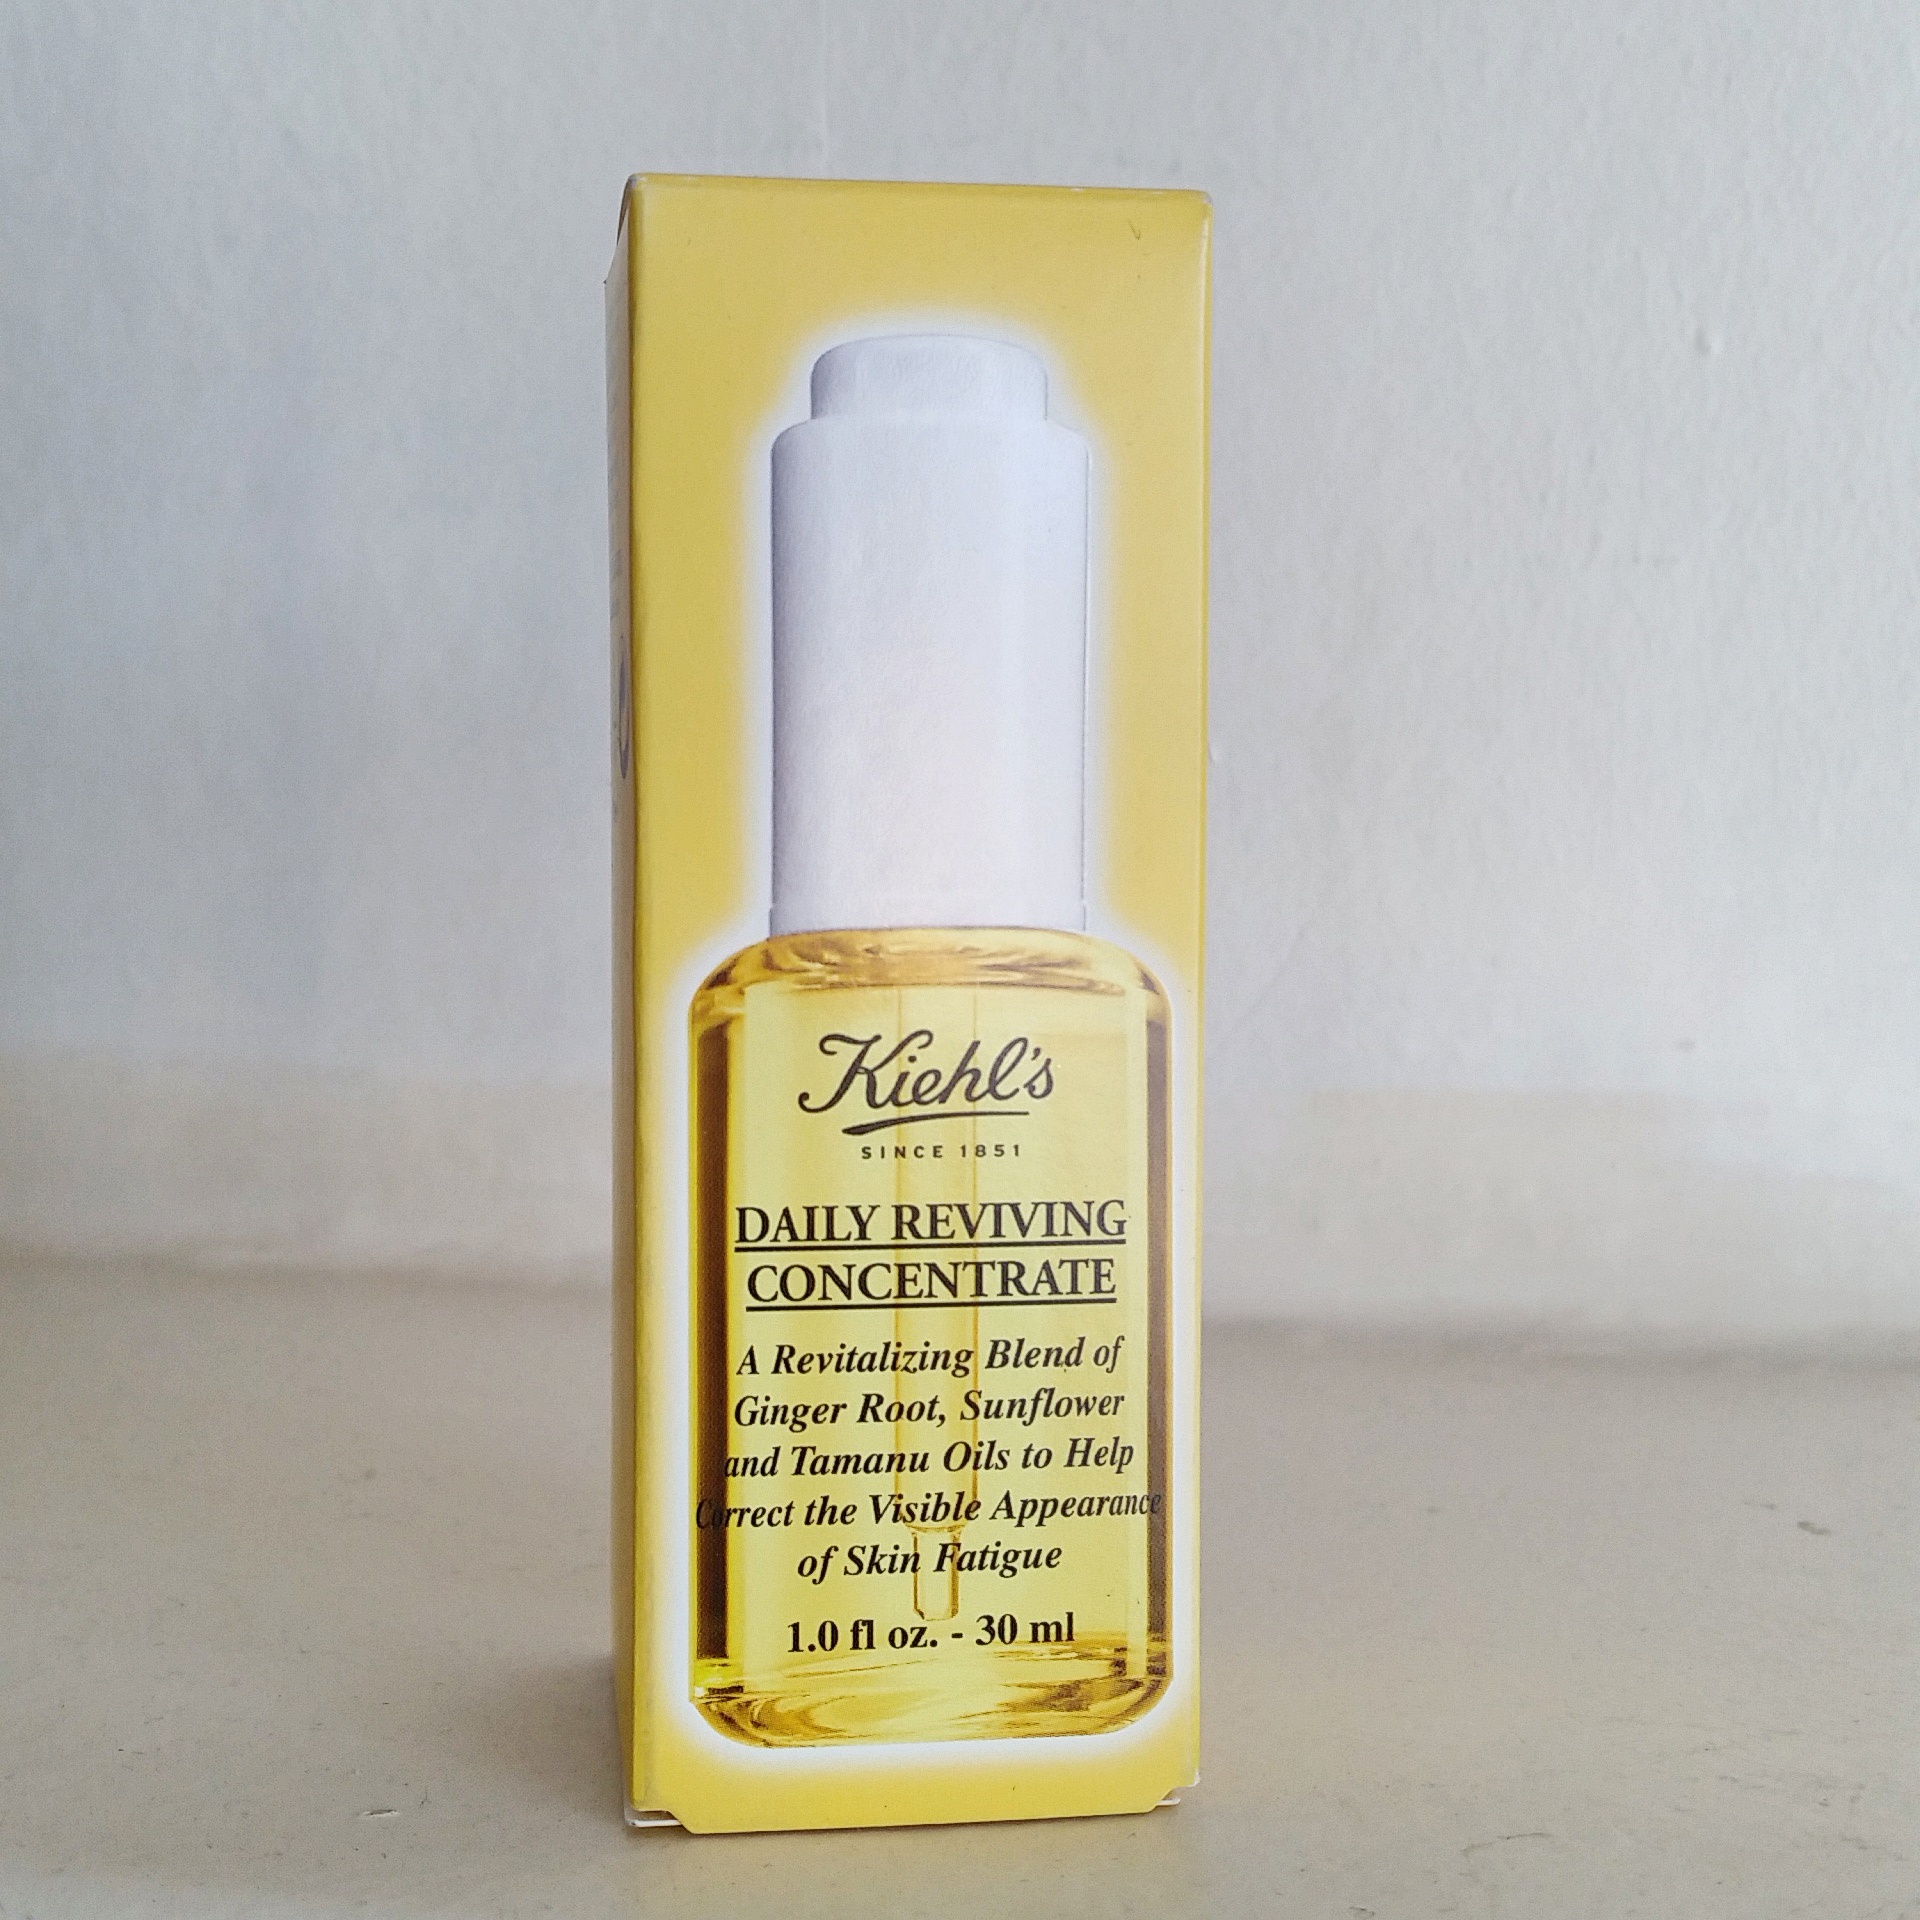 Kiehl's
SINCE 1851
DAILY REVIVING
CONCENTRATE
A Revitalizing Blend of
Ginger Root, Sunflower
and Tamanu Oils to Help
Correct the Visible Appearance
of Skin Fatigue
1.0 fl oz. - 30 ml